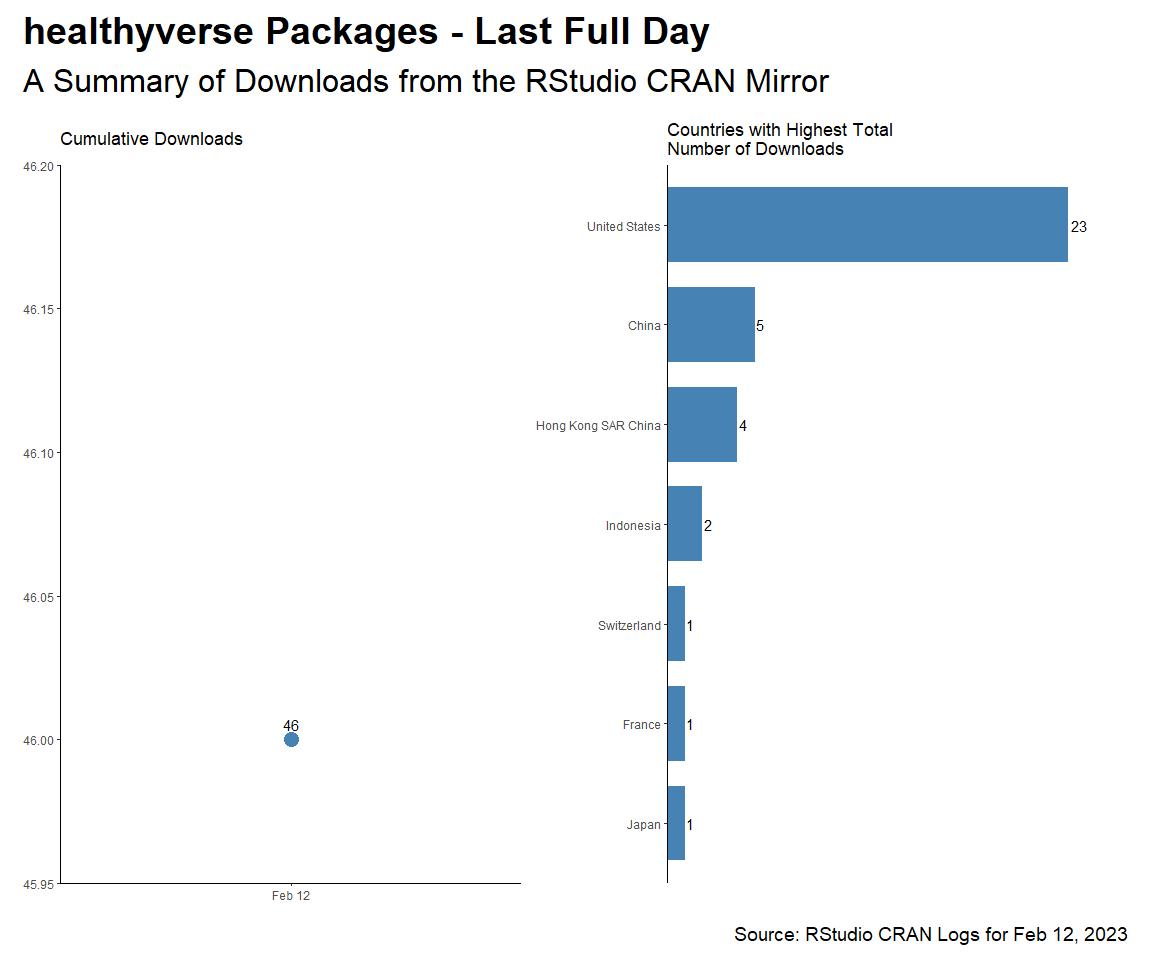 healthyverse Packages - Last Full Day
A Summary of Downloads from the RStudio CRAN Mirror
Cumulative Downloads
46.20
46.15
46.10
46.05
46.00
45.95
46
Feb 12
Countries with Highest Total
Number of Downloads
United States 23
China 5
Hong Kong SAR China 4
Indonesia 2
Switzerland 1
France 1
Japan 1
Source: RStudio CRAN Logs for Feb 12, 2023